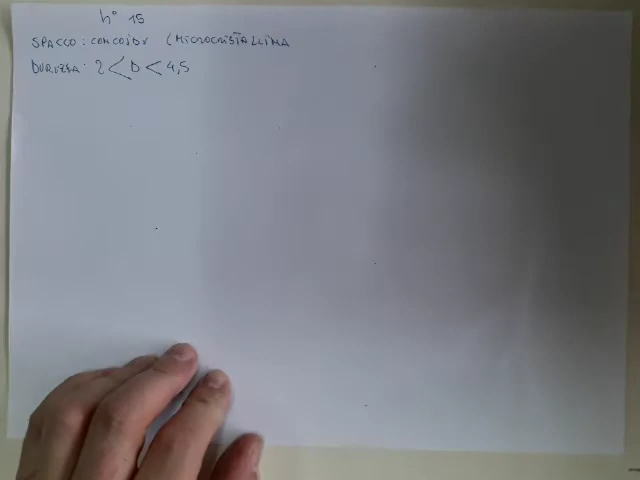 n° 15
SPACCO: CONCOIDE (MICROCRISTALLINA
DUREZZA: 2 < D < 4,5